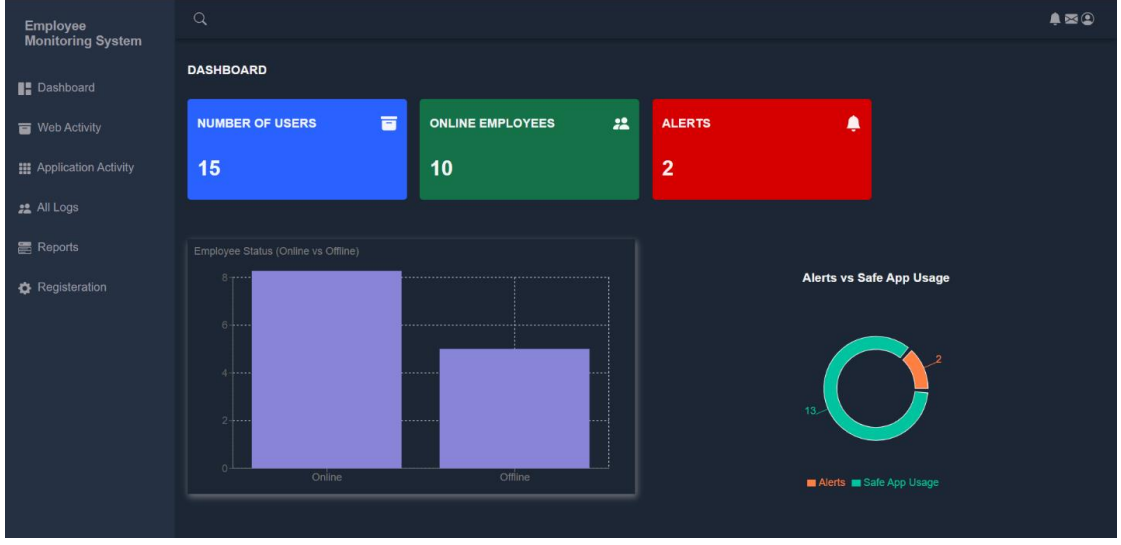 Employee
Monitoring System
Dashboard
Web Activity
Application Activity
All Logs
Reports
Registeration
DASHBOARD
NUMBER OF USERS
15
ONLINE EMPLOYEES
10
ALERTS
2
Employee Status (Online vs Offline)
8
6
4
2
0
Online
Offline
Alerts vs Safe App Usage
2
13
Alerts
Safe App Usage